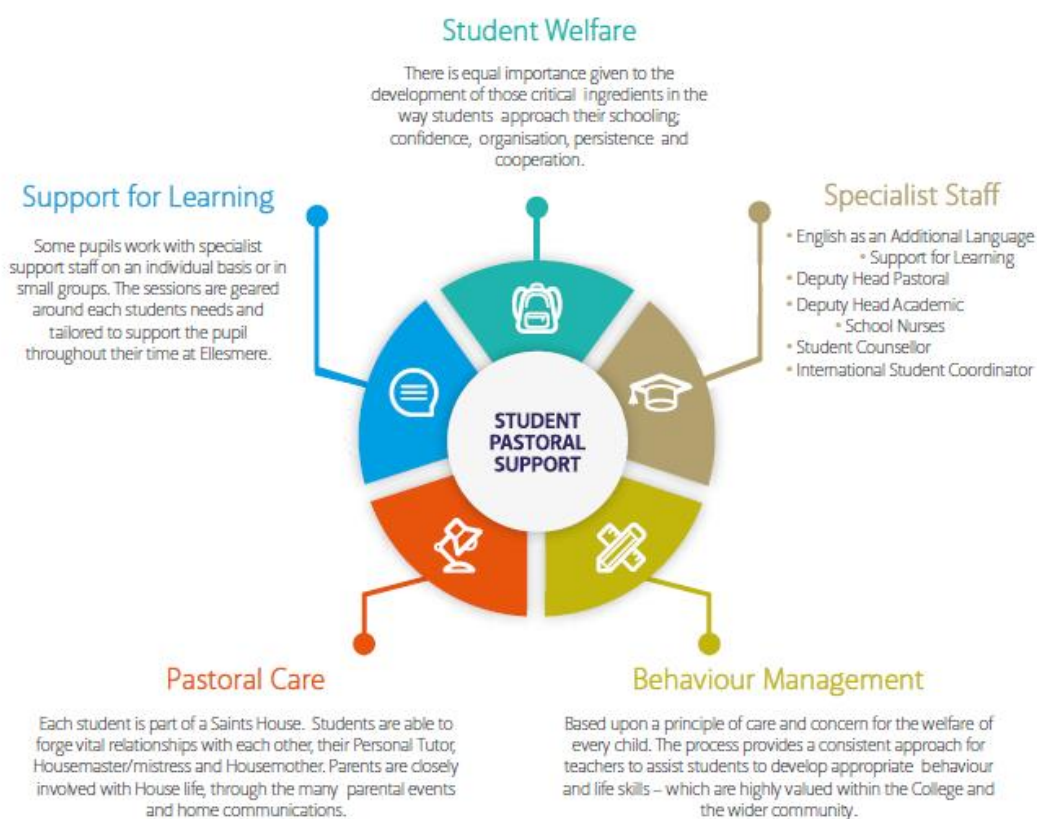 Student Welfare
There is equal importance given to the
development of those critical ingredients in the
way students approach their schooling;
confidence, organisation, persistence and
cooperation.
Support for Learning
Some pupils work with specialist
support staff on an individual basis or in
small groups. The sessions are geared
around each students needs and
tailored to support the pupil
throughout their time at Ellesmere.
Specialist Staff
• English as an Additional Language
• Support for Learning
• Deputy Head Pastoral
• Deputy Head Academic
• School Nurses
• Student Counsellor
• International Student Coordinator
STUDENT
PASTORAL
SUPPORT
Pastoral Care
Each student is part of a Saints House. Students are able to
forge vital relationships with each other, their Personal Tutor,
Housemaster/mistress and Housemother. Parents are closely
involved with House life, through the many parental events
and home communications.
Behaviour Management
Based upon a principle of care and concern for the welfare of
every child. The process provides a consistent approach for
teachers to assist students to develop appropriate behaviour
and life skills – which are highly valued within the College and
the wider community.